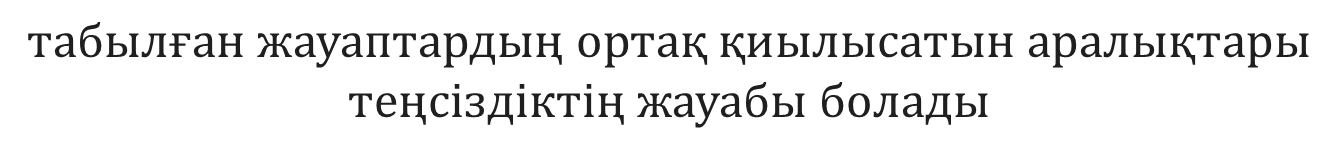 табылған жауаптардың ортақ қиылысатын аралықтары
теңсіздіктің жауабы болады